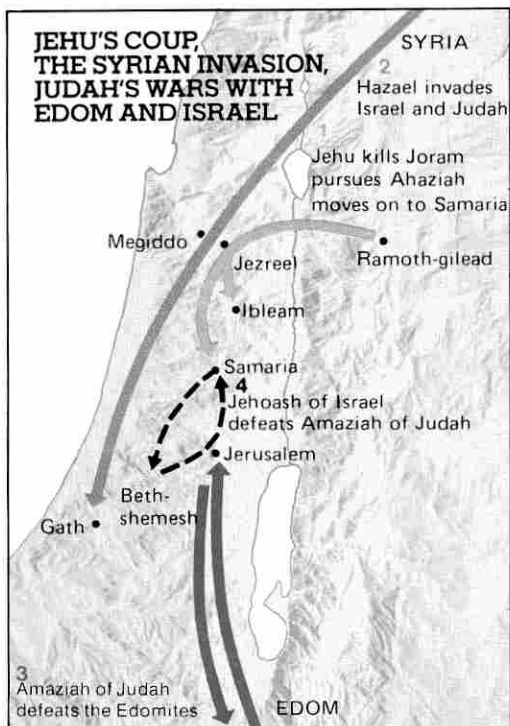 JEHU'S COUP,
THE SYRIAN INVASION,
JUDAH'S WARS WITH
EDOM AND ISRAEL
SYRIA
2
Hazael invades
Israel and Judah
1
Jehu kills Joram
pursues Ahaziah
moves on to Samaria
Megiddo
Jezreel
Ramoth-gilead
Ibleam
Samaria
4
Jehoash of Israel
defeats Amaziah of Judah
Jerusalem
Beth-
shemesh
Gath
3
Amaziah of Judah
defeats the Edomites
EDOM